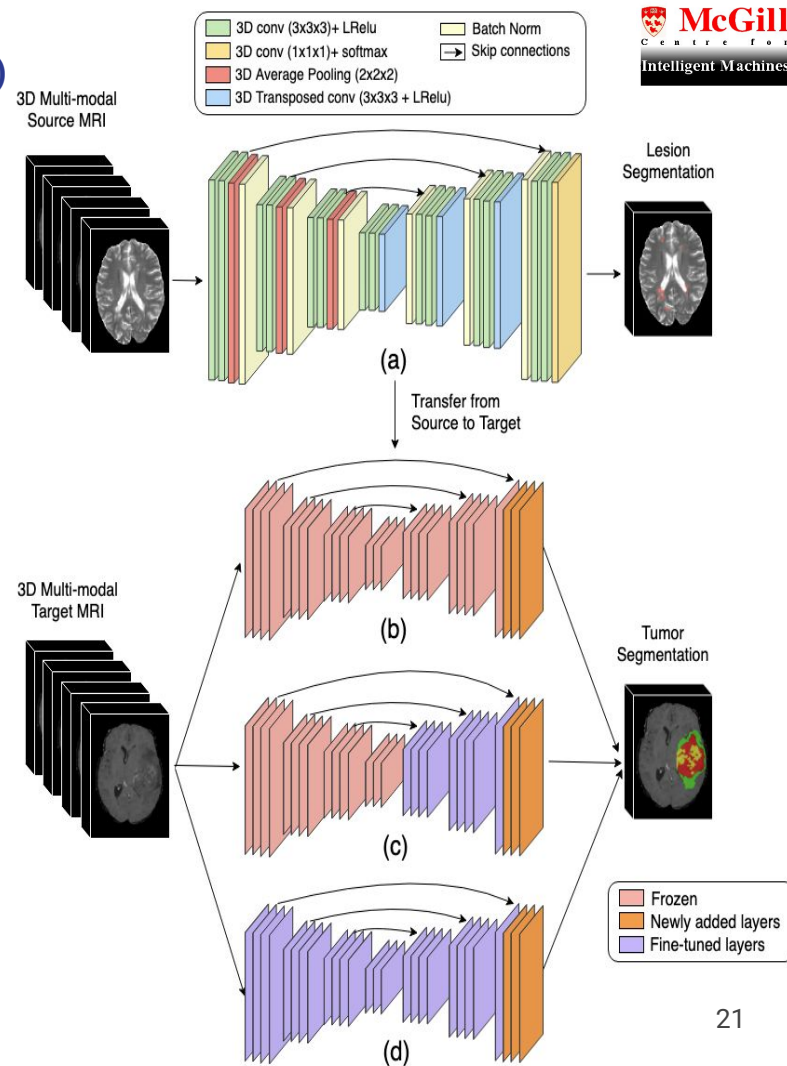 3D conv (3x3x3)+ LRelu
3D conv (1x1x1)+ softmax
3D Average Pooling (2x2x2)
3D Transposed conv (3x3x3 + LRelu)
Batch Norm
Skip connections
McGill
Centre for
Intelligent Machines
)
3D Multi-modal
Source MRI
Lesion
Segmentation
(a)
Transfer from
Source to Target
(b)
3D Multi-modal
Target MRI
Tumor
Segmentation
(c)
Frozen
Newly added layers
Fine-tuned layers
21
(d)